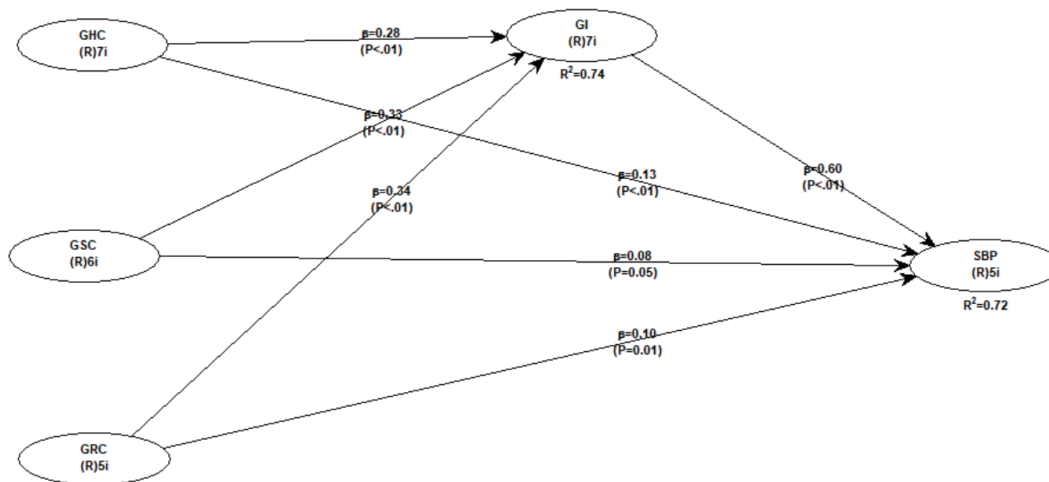 GHC
(R)7i
GI
(R)7i
R²=0.74
β=0.28
(P<.01)
β=0.33
(P<.01)
β=0.34
(P<.01)
β=0.13
(P<.01)
β=0.60
(P<.01)
GSC
(R)6i
β=0.08
(P=0.05)
SBP
(R)5i
R²=0.72
β=0.10
(P=0.01)
GRC
(R)5i